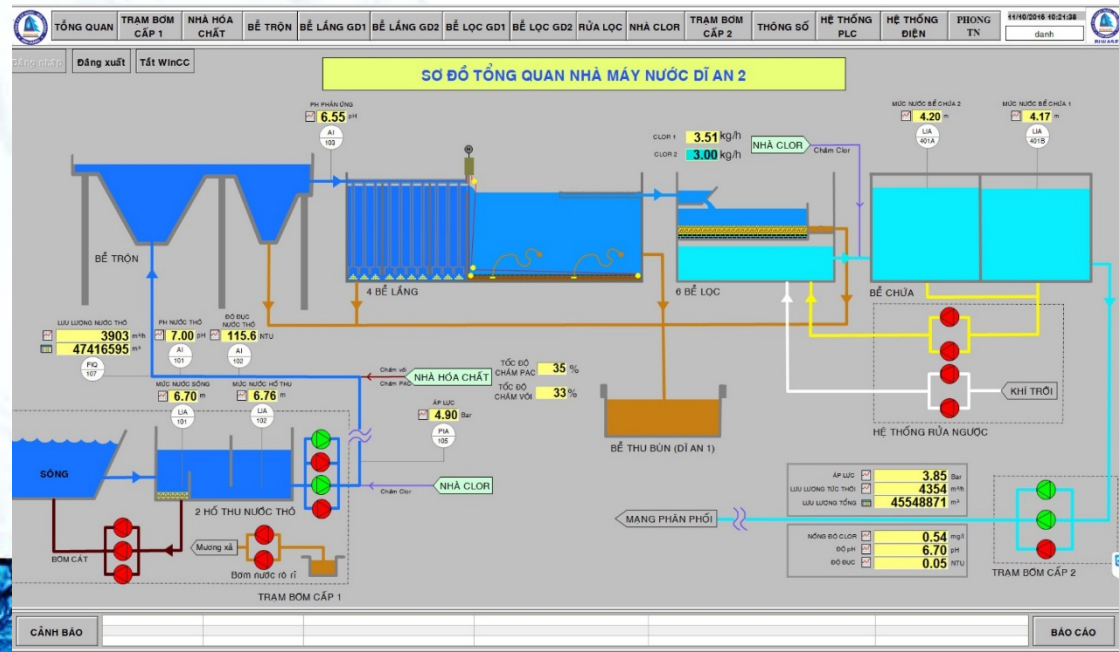 TỔNG QUAN
TRẠM BƠM
CẤP 1
NHÀ HÓA
CHẤT
BỂ TRỘN
BỂ LẮNG GD1
BỂ LẮNG GD2
BỂ LỌC GD1
BỂ LỌC GD2
RỬA LỌC
NHÀ CLOR
TRẠM BƠM
CẤP 2
THÔNG SỐ
HỆ THỐNG
PLC
HỆ THỐNG
ĐIỆN
PHONG
TN
11/10/2016 10:21:38
danh
Đăng nhập
Đăng xuất
Tắt WinCC
SƠ ĐỒ TỔNG QUAN NHÀ MÁY NƯỚC DĨ AN 2
PH PHẢN ỨNG
6.55 pH
AI
103
CLOR 1 3.51 kg/h
CLOR 2 3.00 kg/h
NHÀ CLOR
Châm Clor
MỨC NƯỚC BỂ CHỨA 2
4.20 m
LIA
401A
MỨC NƯỚC BỂ CHỨA 1
4.17 m
LIA
401B
BỂ TRỘN
4 BỂ LẮNG
6 BỂ LỌC
BỂ CHỨA
LƯU LƯỢNG NƯỚC THÔ
3903 m³/h
47416595 m³
FIQ
107
PH NƯỚC THÔ
7.00 pH
AI
101
ĐỘ ĐỤC
NƯỚC THÔ
115.6 NTU
AI
102
MỨC NƯỚC SÔNG
6.70 m
LIA
101
MỨC NƯỚC HỐ THU
6.76 m
LIA
102
Châm vôi
Châm PAC
NHÀ HÓA CHẤT
TỐC ĐỘ
CHÂM PAC
35 %
TỐC ĐỘ
CHÂM VÔI
33 %
ÁP LỰC
4.90 Bar
PIA
105
Châm Clor
NHÀ CLOR
SÔNG
2 HỐ THU NƯỚC THÔ
BƠM CÁT
Mương xả
Bơm nước rò rỉ
TRẠM BƠM CẤP 1
BỂ THU BÙN (DĨ AN 1)
KHÍ TRỜI
HỆ THỐNG RỬA NGƯỢC
MẠNG PHÂN PHỐI
ÁP LỰC 3.85 Bar
LƯU LƯỢNG TỨC THỜI 4354 m³/h
LƯU LƯỢNG TỔNG 45548871 m³
NỒNG ĐỘ CLOR 0.54 mg/l
ĐỘ pH 6.70 pH
ĐỘ ĐỤC 0.05 NTU
TRẠM BƠM CẤP 2
CẢNH BÁO
BÁO CÁO